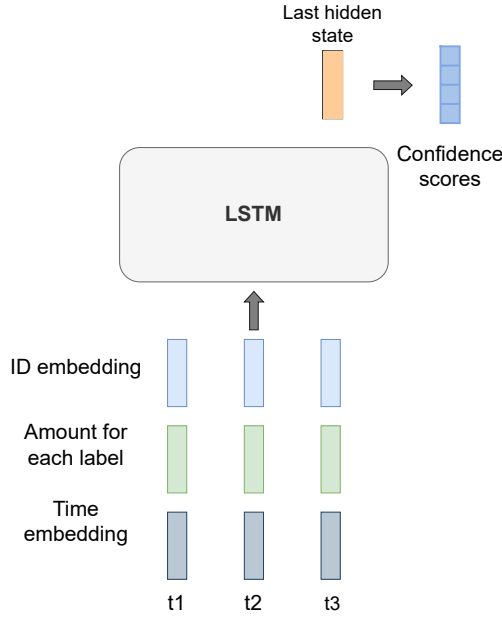 Last hidden
state
Confidence
scores
LSTM
ID embedding
Amount for
each label
Time
embedding
t1
t2
t3